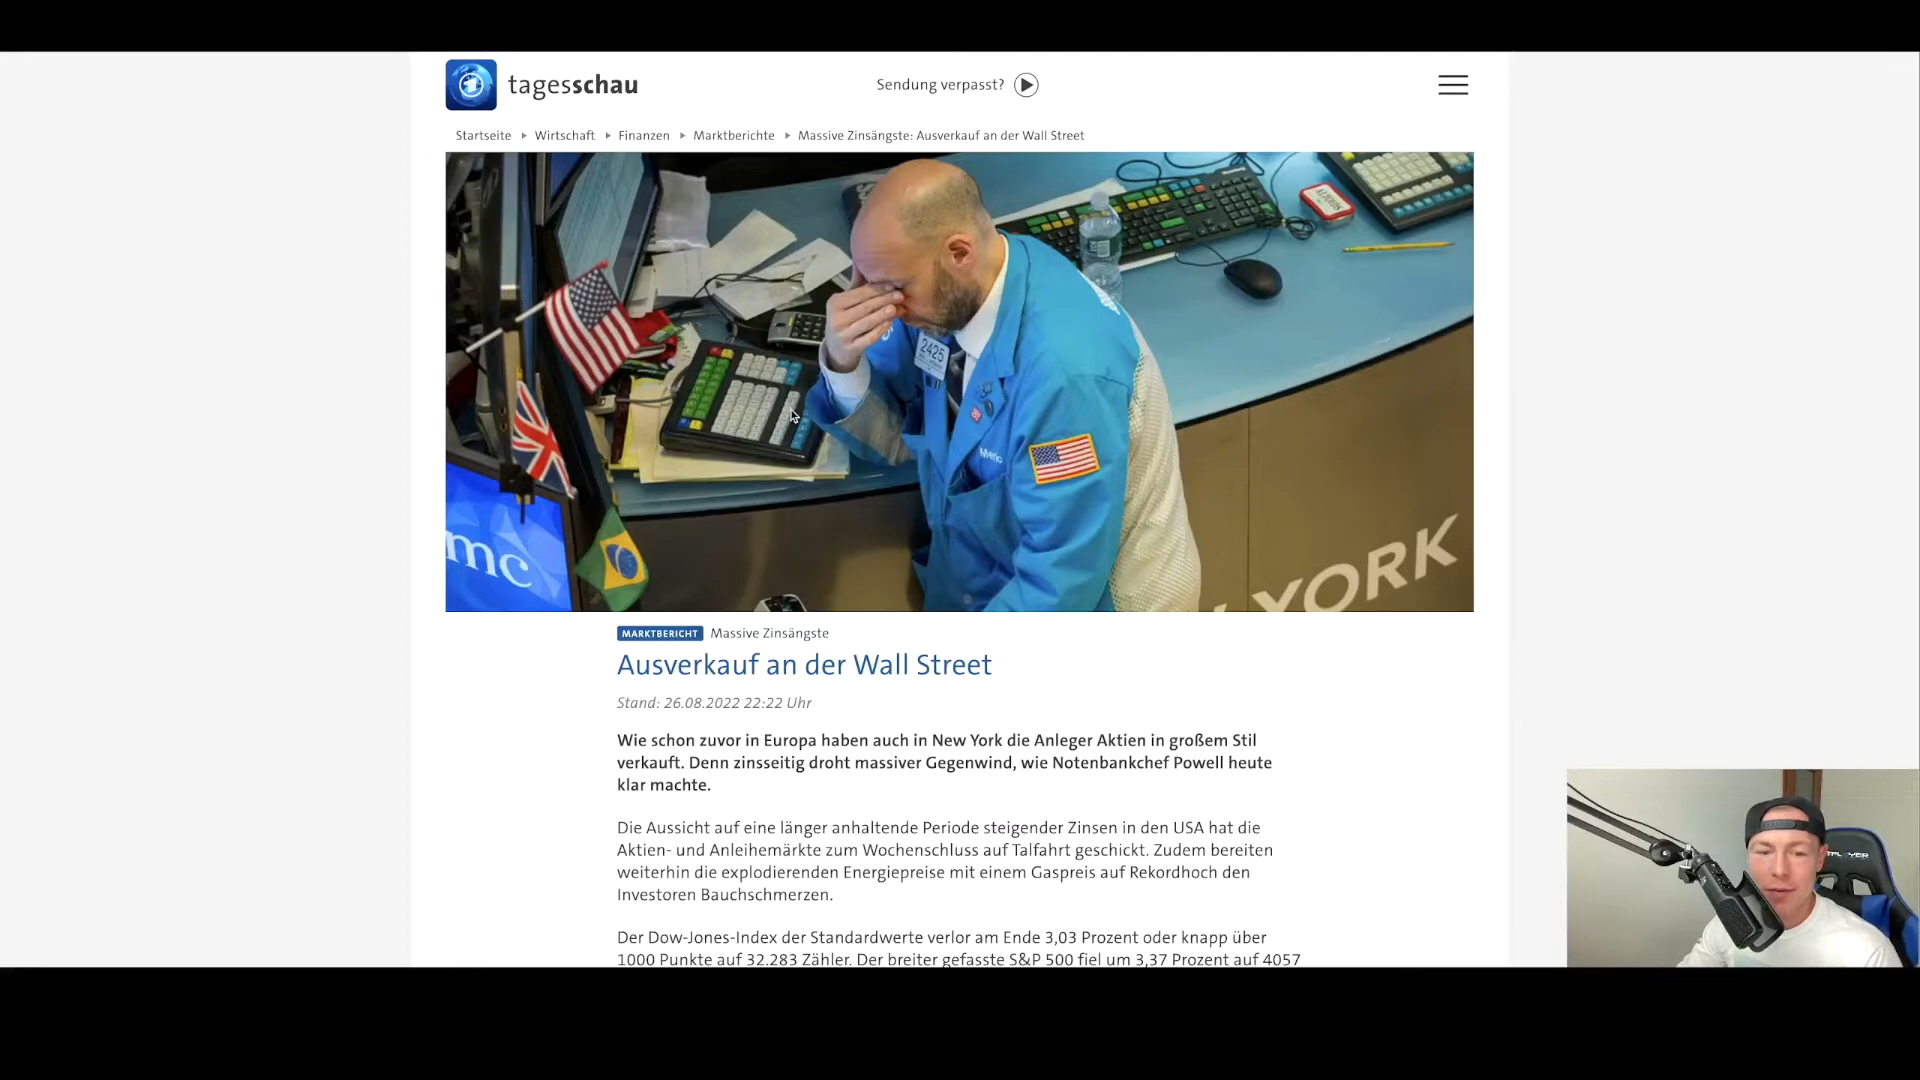 tagesschau
Sendung verpasst?
Startseite Wirtschaft Finanzen Marktberichte Massive Zinsängste: Ausverkauf an der Wall Street
2425
mc
YORK
MARKTBERICHT Massive Zinsängste
Ausverkauf an der Wall Street
Stand: 26.08.2022 22:22 Uhr
Wie schon zuvor in Europa haben auch in New York die Anleger Aktien in großem Stil
verkauft. Denn zinsseitig droht massiver Gegenwind, wie Notenbankchef Powell heute
klar machte.
Die Aussicht auf eine länger anhaltende Periode steigender Zinsen in den USA hat die
Aktien- und Anleihemärkte zum Wochenschluss auf Talfahrt geschickt. Zudem bereiten
weiterhin die explodierenden Energiepreise mit einem Gaspreis auf Rekordhoch den
Investoren Bauchschmerzen.
Der Dow-Jones-Index der Standardwerte verlor am Ende 3,03 Prozent oder knapp über
1000 Punkte auf 32.283 Zähler. Der breiter gefasste S&P 500 fiel um 3,37 Prozent auf 4057